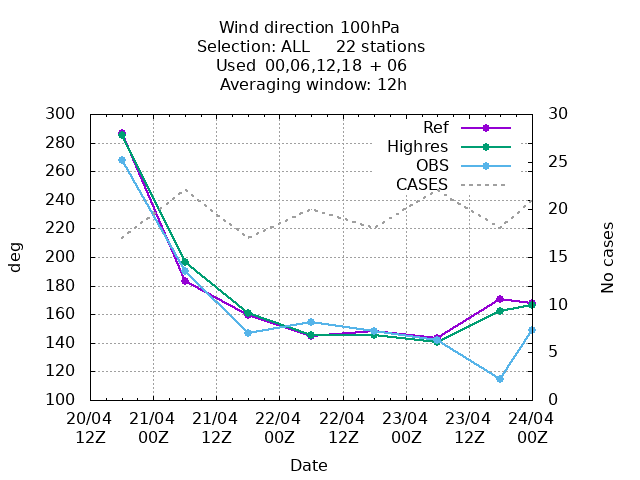 Wind direction 100hPa
Selection: ALL 22 stations
Used 00,06,12,18 + 06
Averaging window: 12h
Ref
Highres
OBS
CASES
300
280
260
240
220
200
180
160
140
120
100
deg
30
25
20
15
10
5
0
No cases
20/04 21/04 21/04 22/04 22/04 23/04 23/04 24/04
12Z 00Z 12Z 00Z 12Z 00Z 12Z 00Z
Date